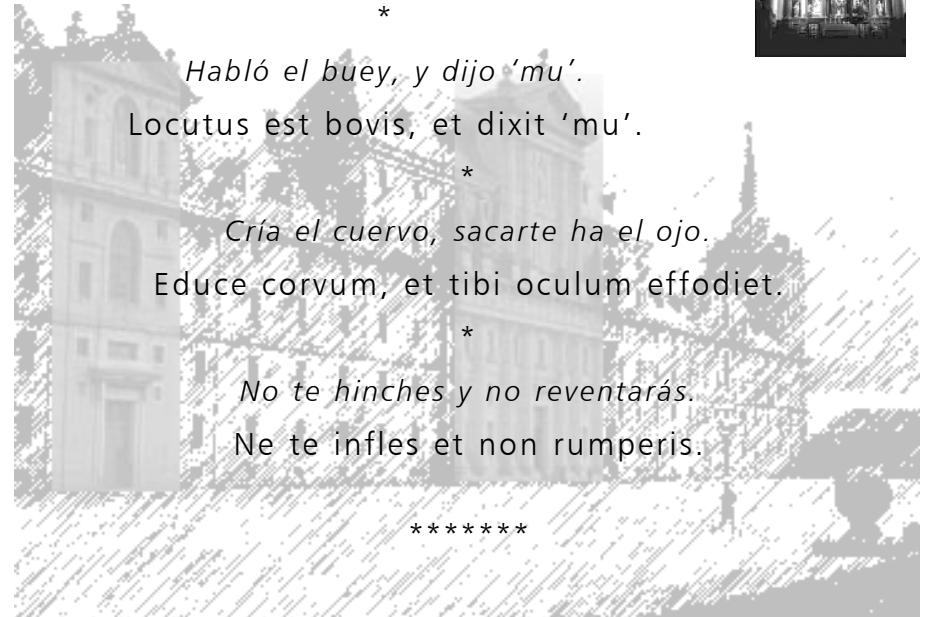 *
Habló el buey, y dijo ‘mu’.
Locutus est bovis, et dixit ‘mu’.
*
Cría el cuervo, sacarte ha el ojo.
Educe corvum, et tibi oculum effodiet.
*
No te hinches y no reventarás.
Ne te infles et non rumperis.
*******